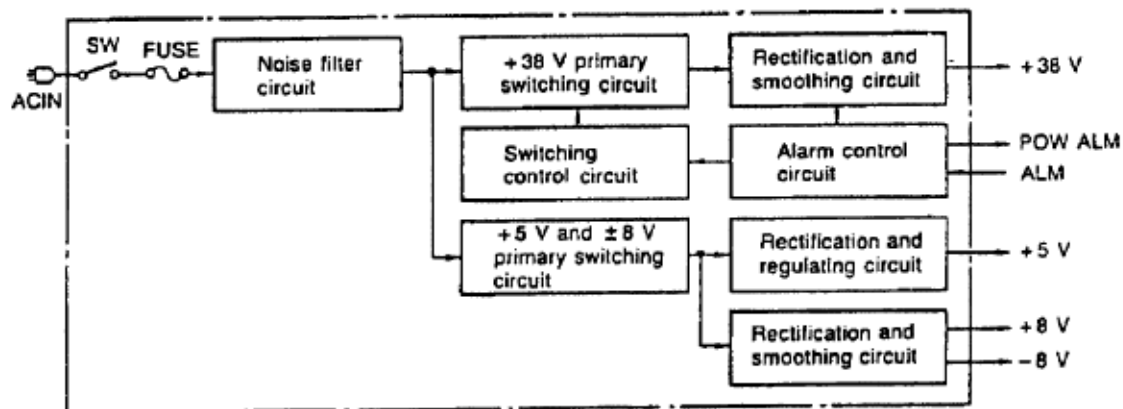 SW
FUSE
ACIN
Noise filter
circuit
+38 V primary
switching circuit
Rectification and
smoothing circuit
+38 V
Switching
control circuit
Alarm control
circuit
POW ALM
ALM
+5 V and ±8 V
primary switching
circuit
Rectification and
regulating circuit
+5 V
Rectification and
smoothing circuit
+8 V
-8 V